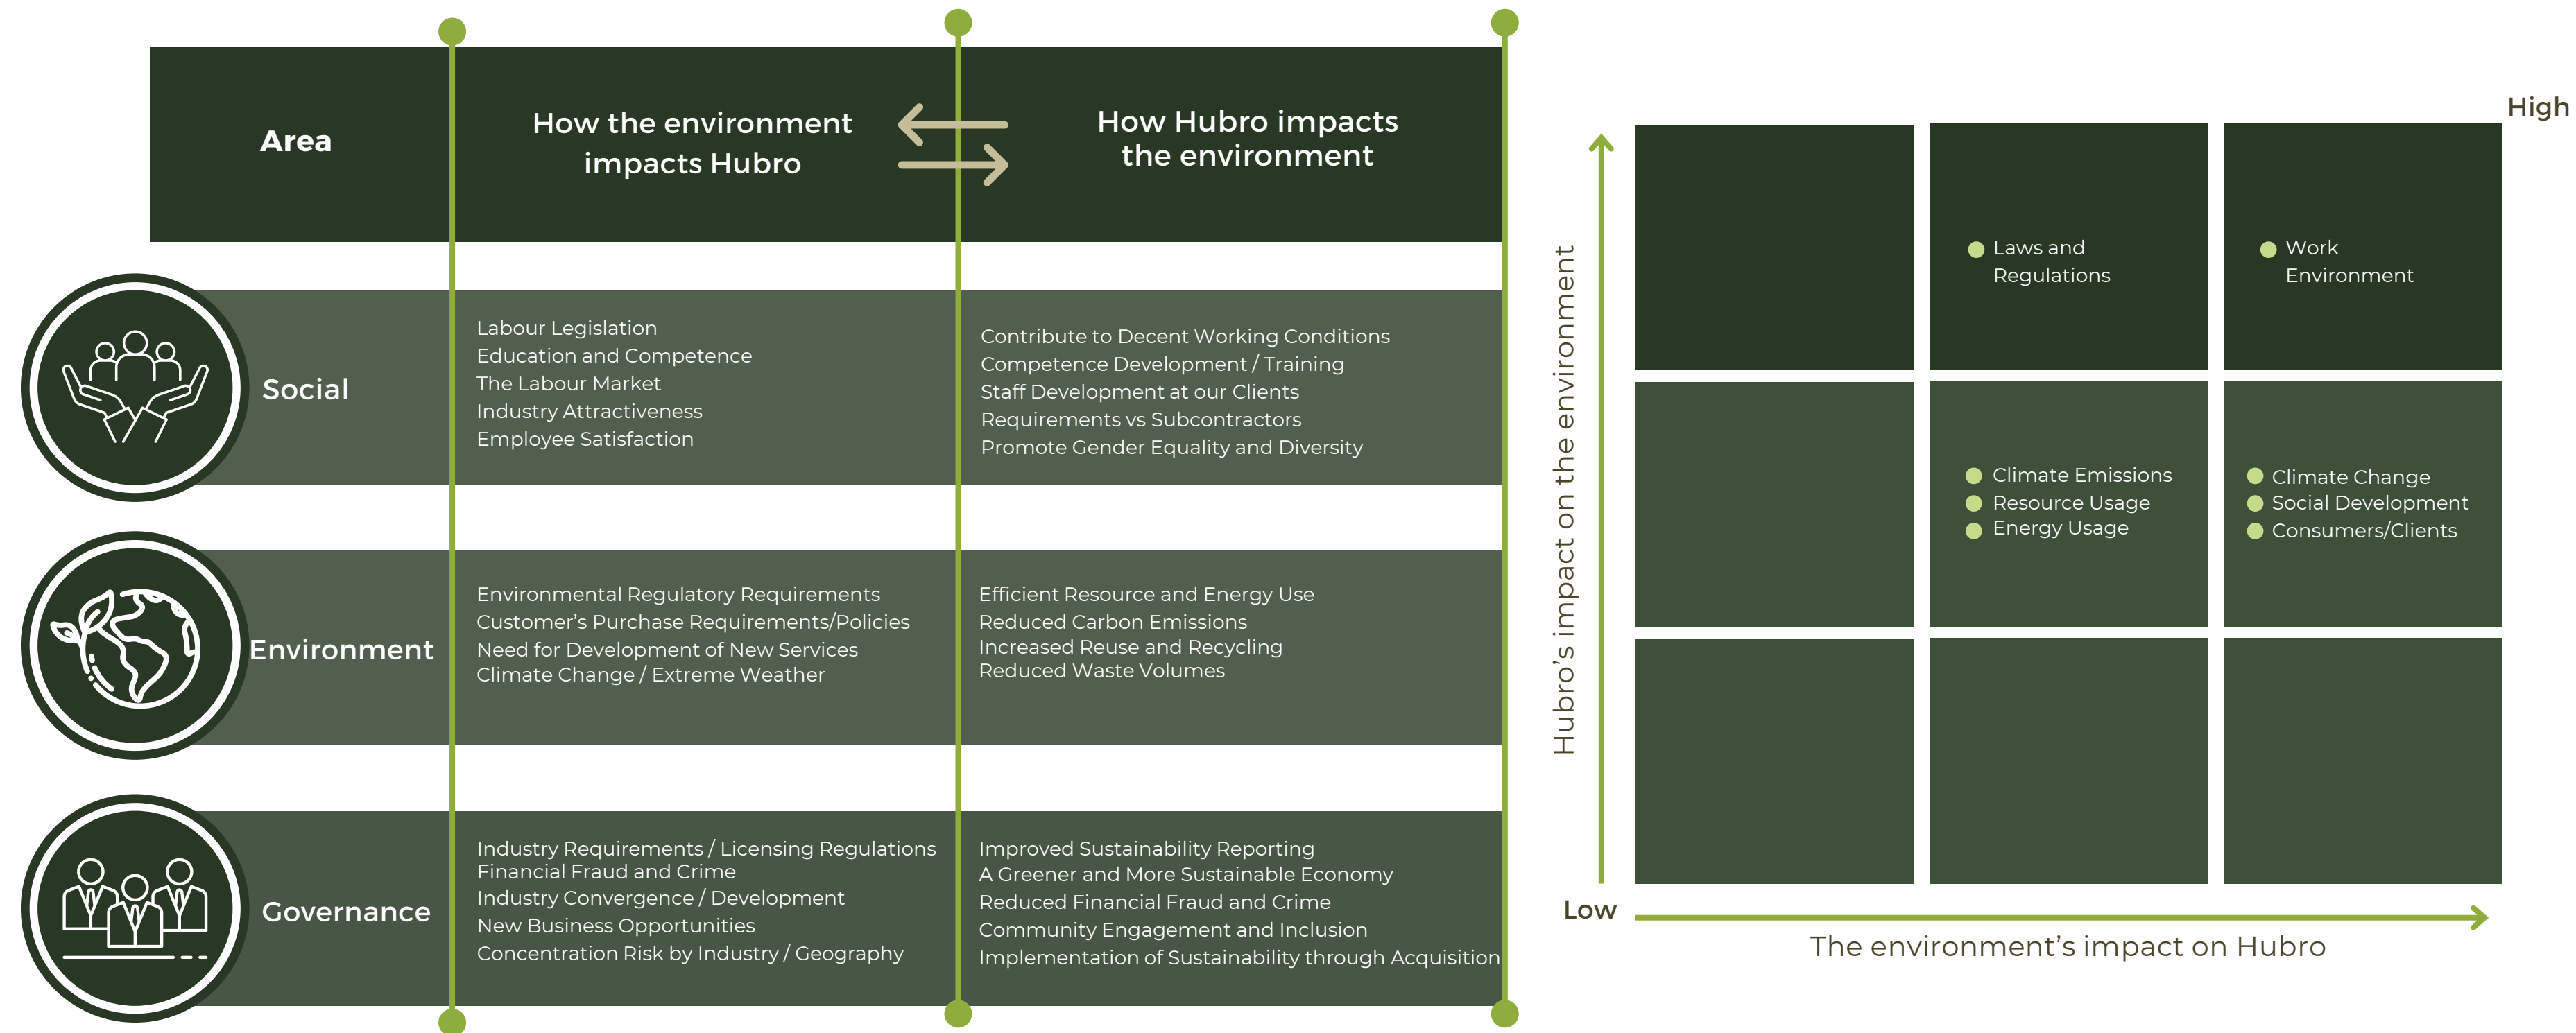 Area
How the environment
impacts Hubro
How Hubro impacts
the environment
Social
Labour Legislation
Education and Competence
The Labour Market
Industry Attractiveness
Employee Satisfaction
Contribute to Decent Working Conditions
Competence Development / Training
Staff Development at our Clients
Requirements vs Subcontractors
Promote Gender Equality and Diversity
Environment
Environmental Regulatory Requirements
Customer’s Purchase Requirements/Policies
Need for Development of New Services
Climate Change / Extreme Weather
Efficient Resource and Energy Use
Reduced Carbon Emissions
Increased Reuse and Recycling
Reduced Waste Volumes
Governance
Industry Requirements / Licensing Regulations
Financial Fraud and Crime
Industry Convergence / Development
New Business Opportunities
Concentration Risk by Industry / Geography
Improved Sustainability Reporting
A Greener and More Sustainable Economy
Reduced Financial Fraud and Crime
Community Engagement and Inclusion
Implementation of Sustainability through Acquisition
High
Hubro’s impact on the environment
Laws and
Regulations
Work
Environment
Climate Emissions
Resource Usage
Energy Usage
Climate Change
Social Development
Consumers/Clients
Low
The environment’s impact on Hubro